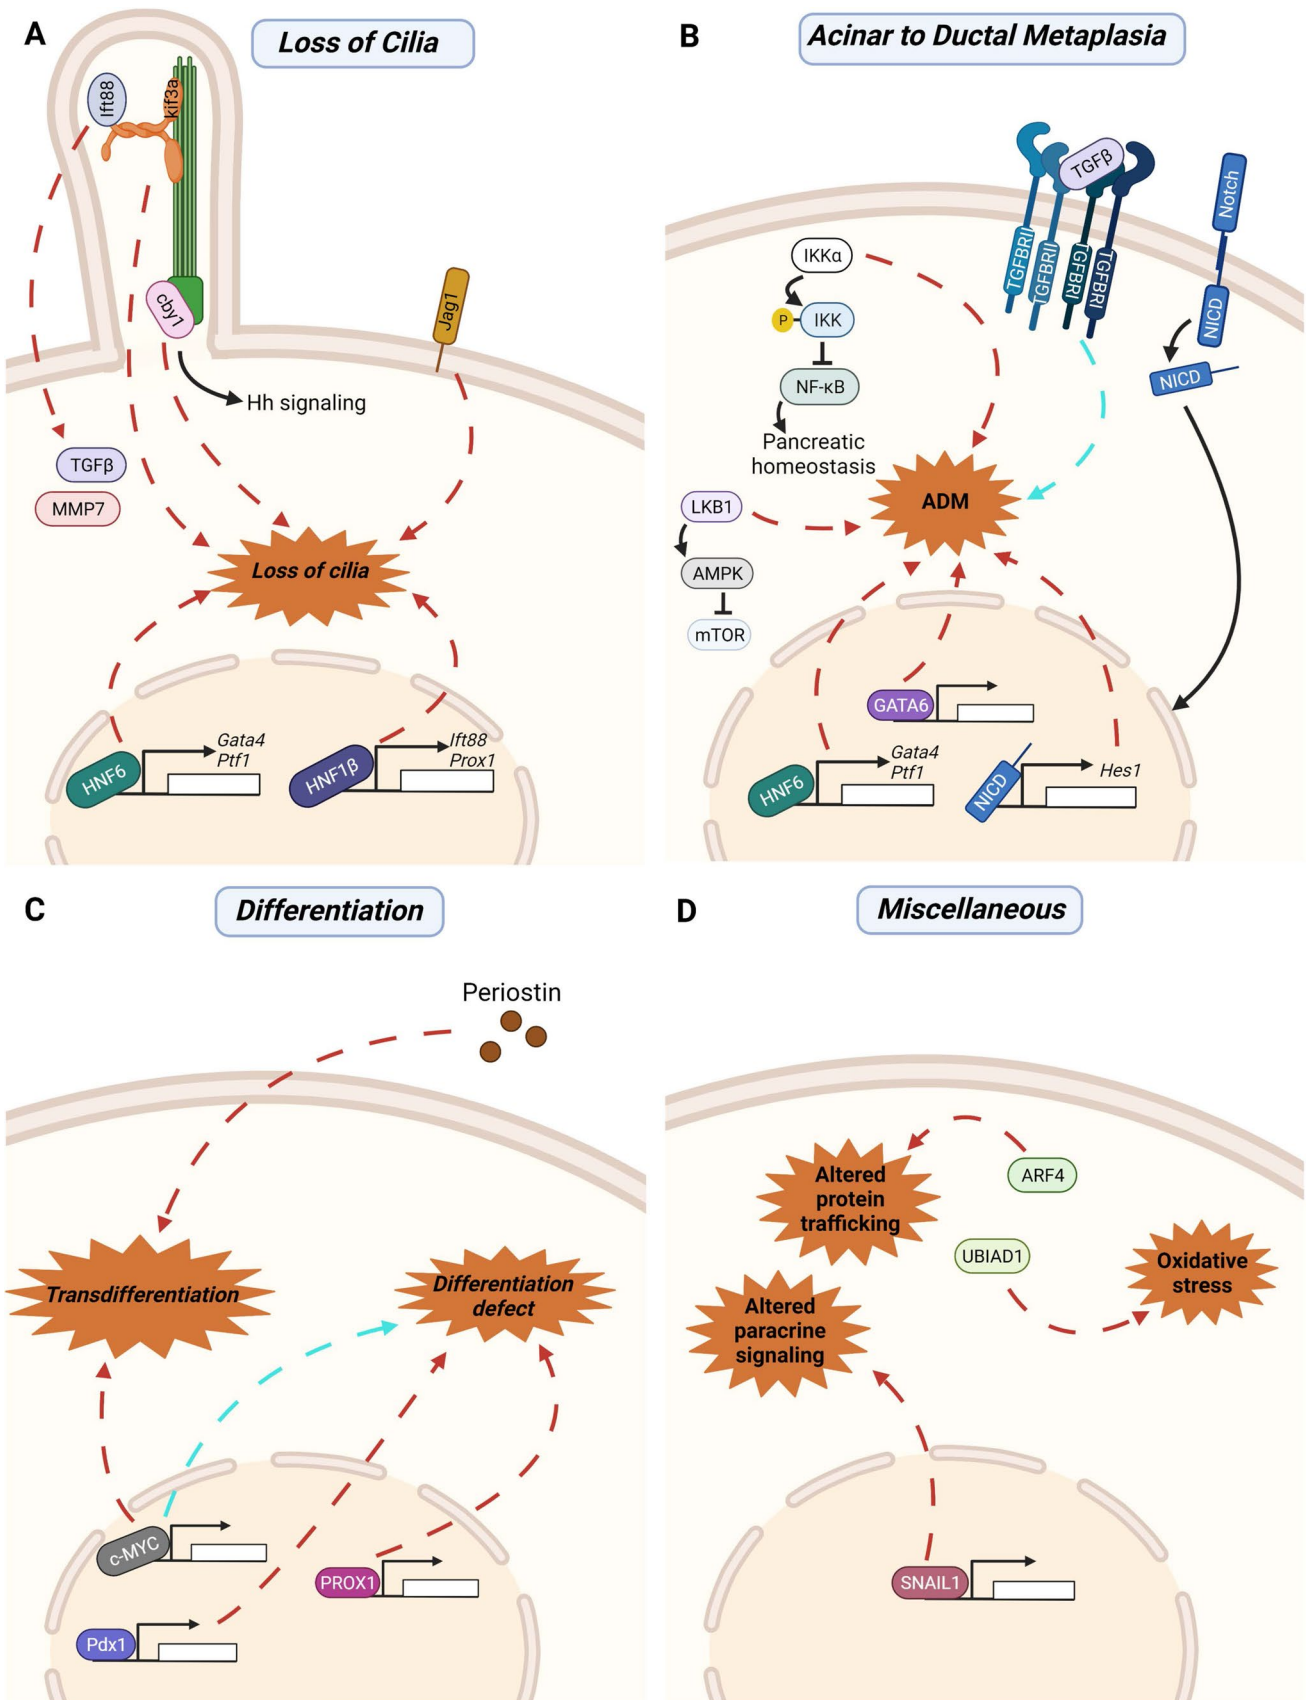 A
Loss of Cilia
Ift88
kif3a
cby1
Jag1
Hh signaling
TGFβ
MMP7
Loss of cilia
HNF6
Gata4
Ptf1
HNF1β
Ift88
Prox1
B
Acinar to Ductal Metaplasia
TGFβ
TGFBRII
TGFBRII
TGFBRI
TGFBRI
Notch
NICD
NICD
IKKα
P
IKK
NF-κB
Pancreatic
homeostasis
LKB1
AMPK
mTOR
ADM
GATA6
HNF6
Gata4
Ptf1
NICD
Hes1
C
Differentiation
Periostin
Transdifferentiation
Differentiation
defect
c-MYC
PROX1
Pdx1
D
Miscellaneous
Altered
protein
trafficking
ARF4
UBIAD1
Oxidative
stress
Altered
paracrine
signaling
SNAIL1